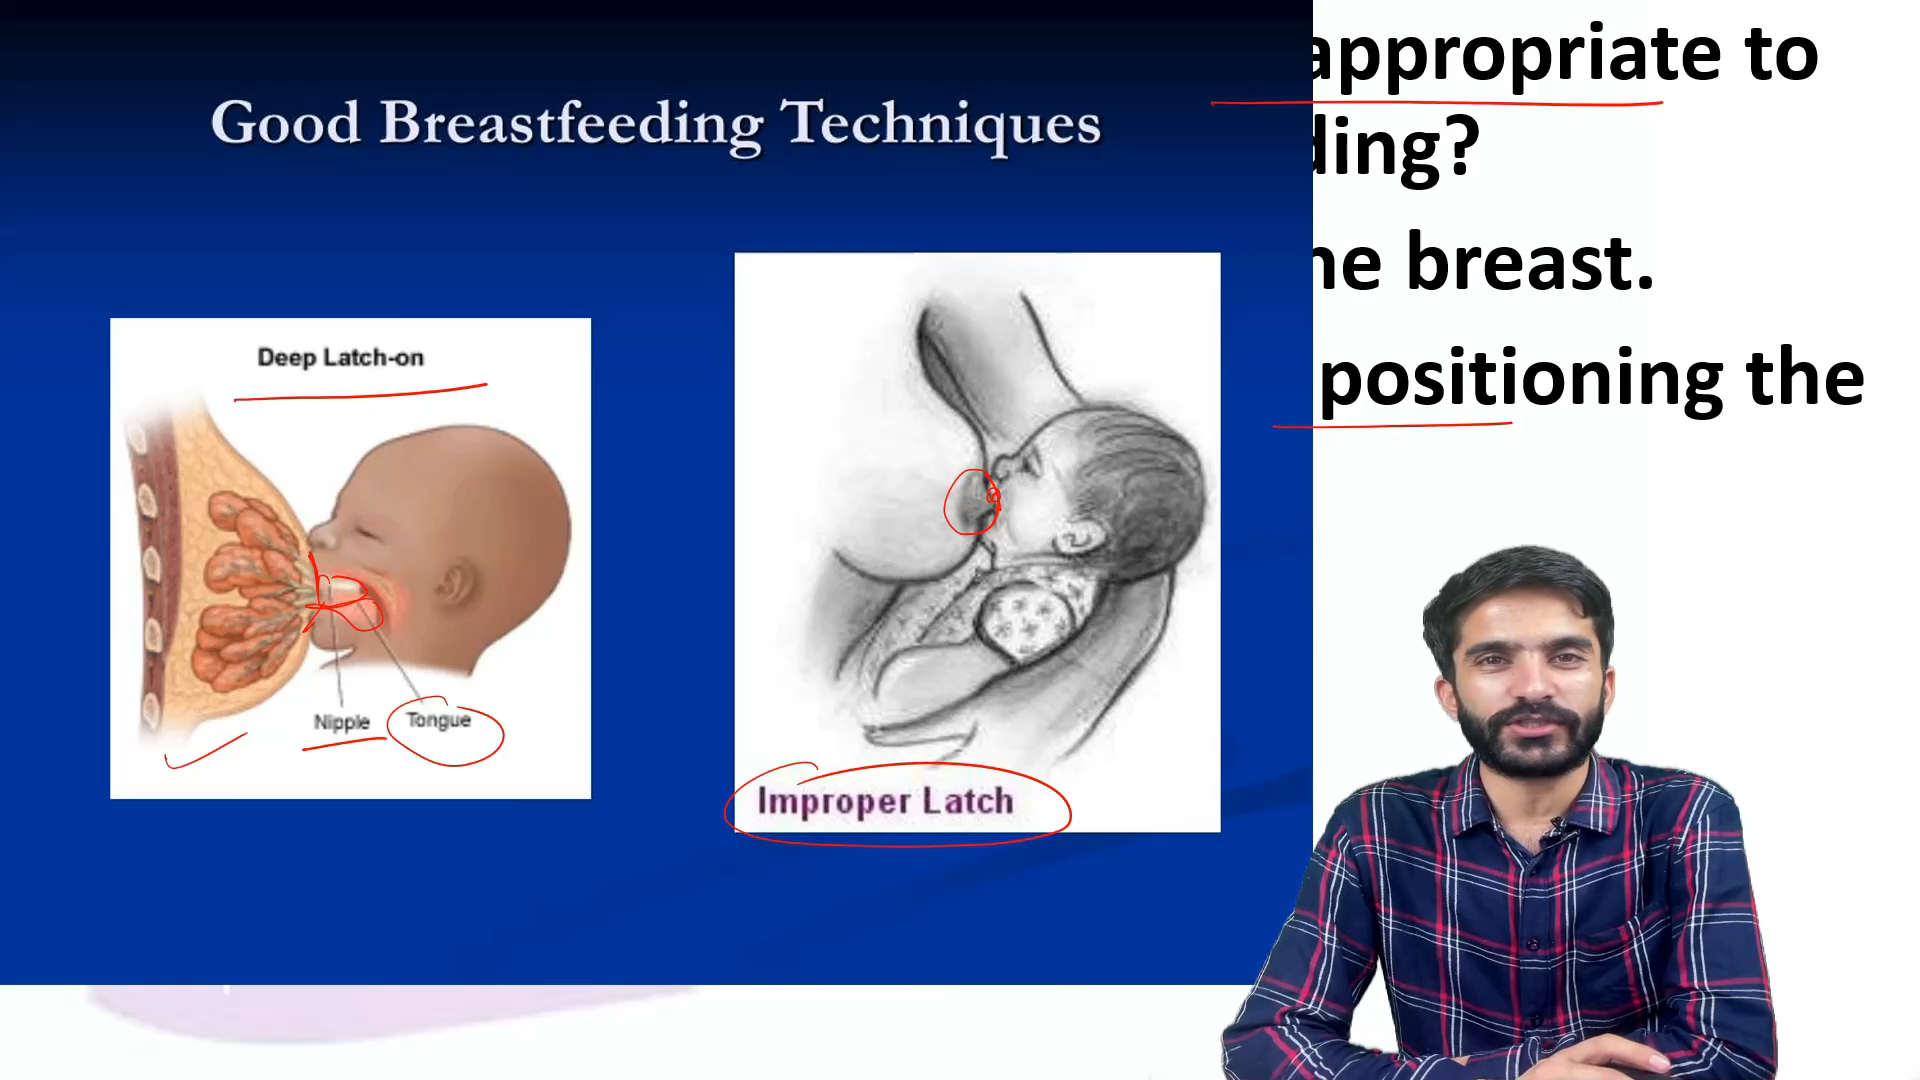 Good Breastfeeding Techniques
Deep Latch-on
Nipple
Tongue
Improper Latch
appropriate to
ding?
he breast.
positioning the